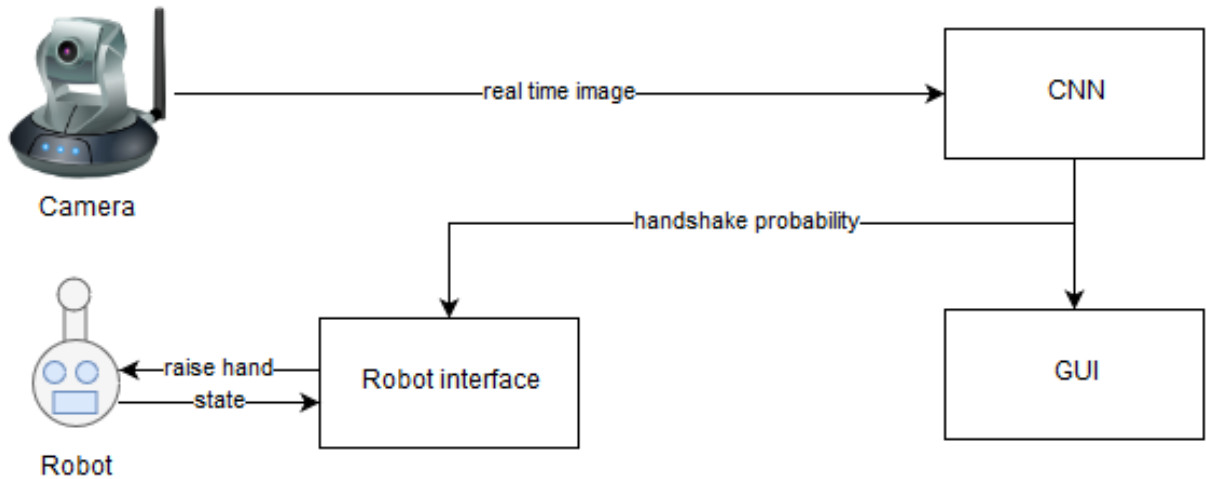 real time image
CNN
Camera
handshake probability
raise hand
Robot interface
GUI
state
Robot